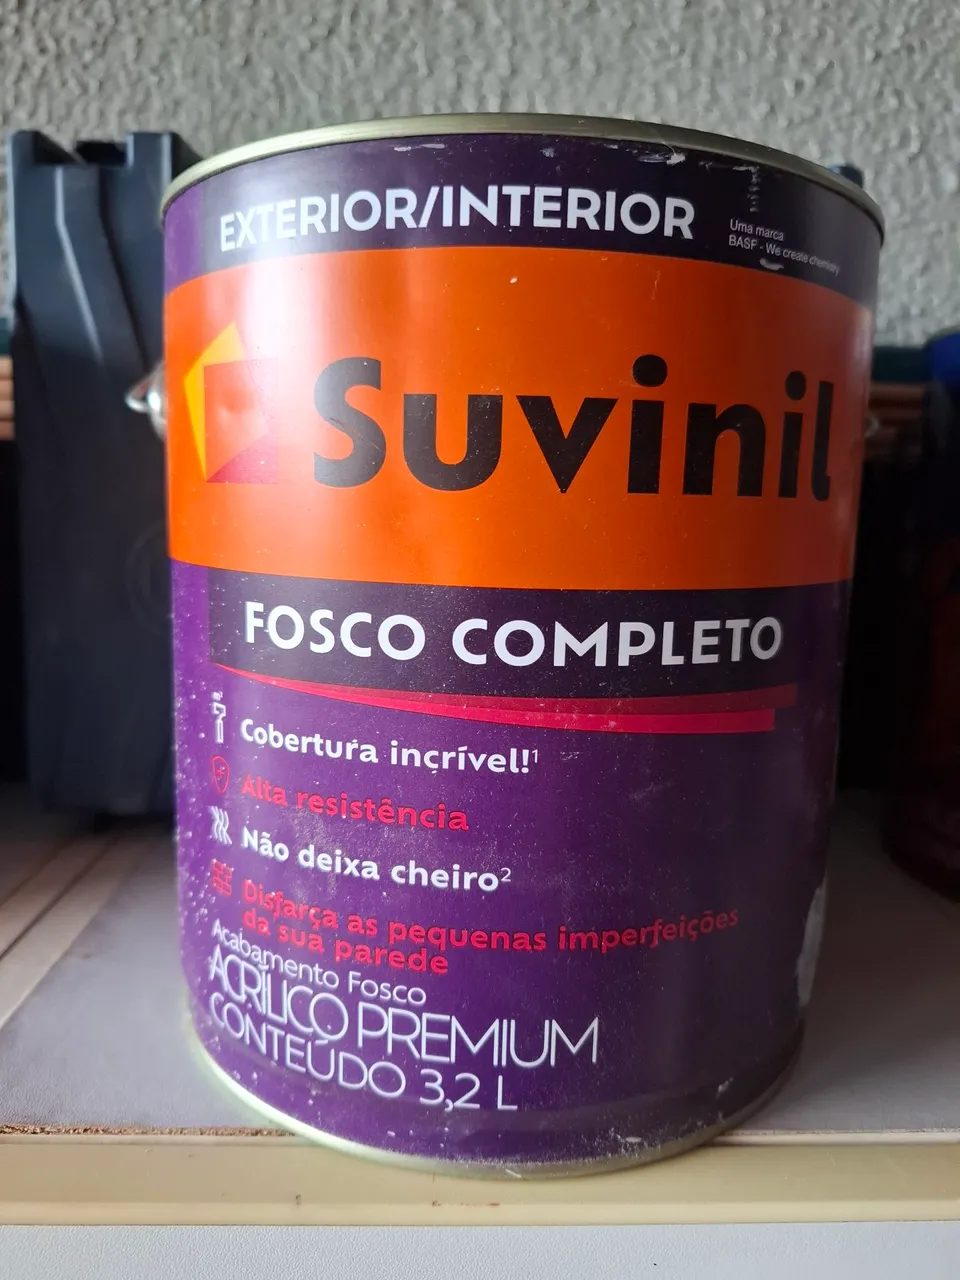 EXTERIOR/INTERIOR
Uma marca
BASF - We create chemistry
Suvinil
FOSCO COMPLETO
Cobertura incrível!¹
Alta resistência
Não deixa cheiro²
Disfarça as pequenas imperfeições
da sua parede
Acabamento Fosco
ACRÍLICO PREMIUM
CONTEÚDO 3,2 L